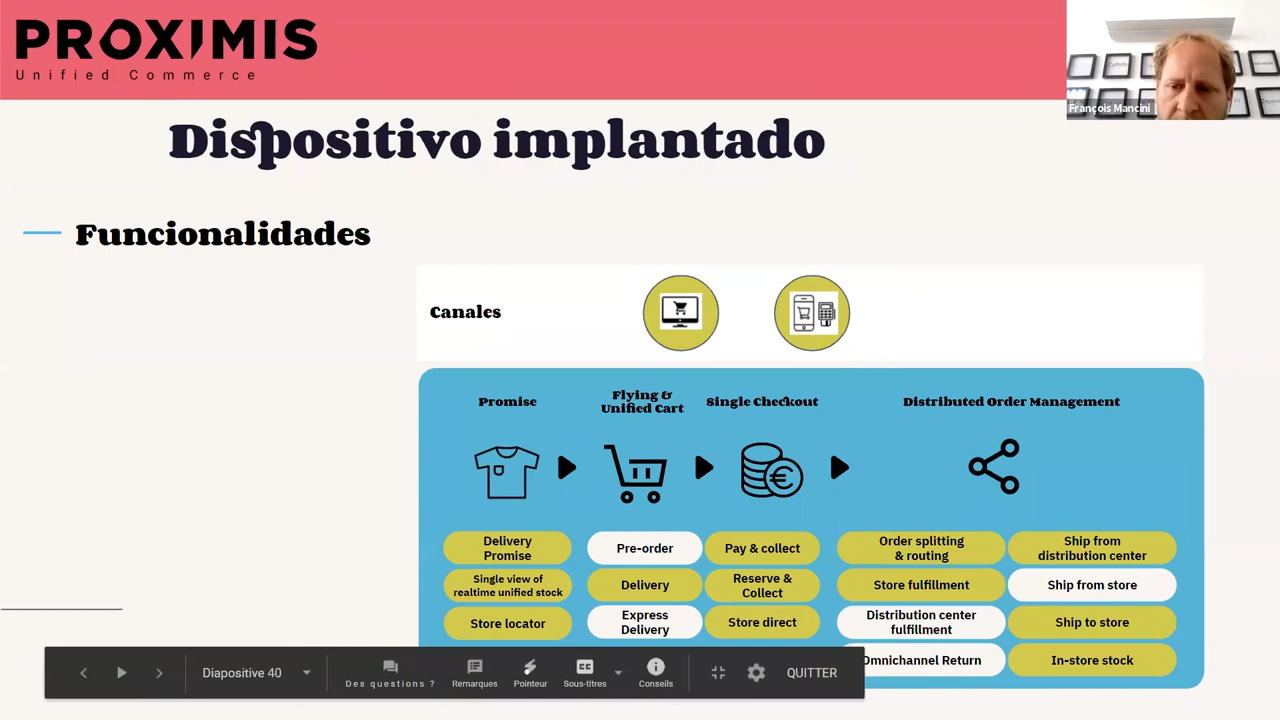 PROXIMIS
Unified Commerce
François Mancini
Dispositivo implantado
Funcionalidades
Canales
Promise
Flying &
Unified Cart
Single Checkout
Distributed Order Management
Delivery
Promise
Pre-order
Pay & collect
Order splitting
& routing
Ship from
distribution center
Single view of
realtime unified stock
Delivery
Reserve &
Collect
Store fulfillment
Ship from store
Store locator
Express
Delivery
Store direct
Distribution center
fulfillment
Ship to store
Omnichannel Return
In-store stock
Diapositive 40
Des questions ?
Remarques
Pointeur
Sous-titres
Conseils
QUITTER